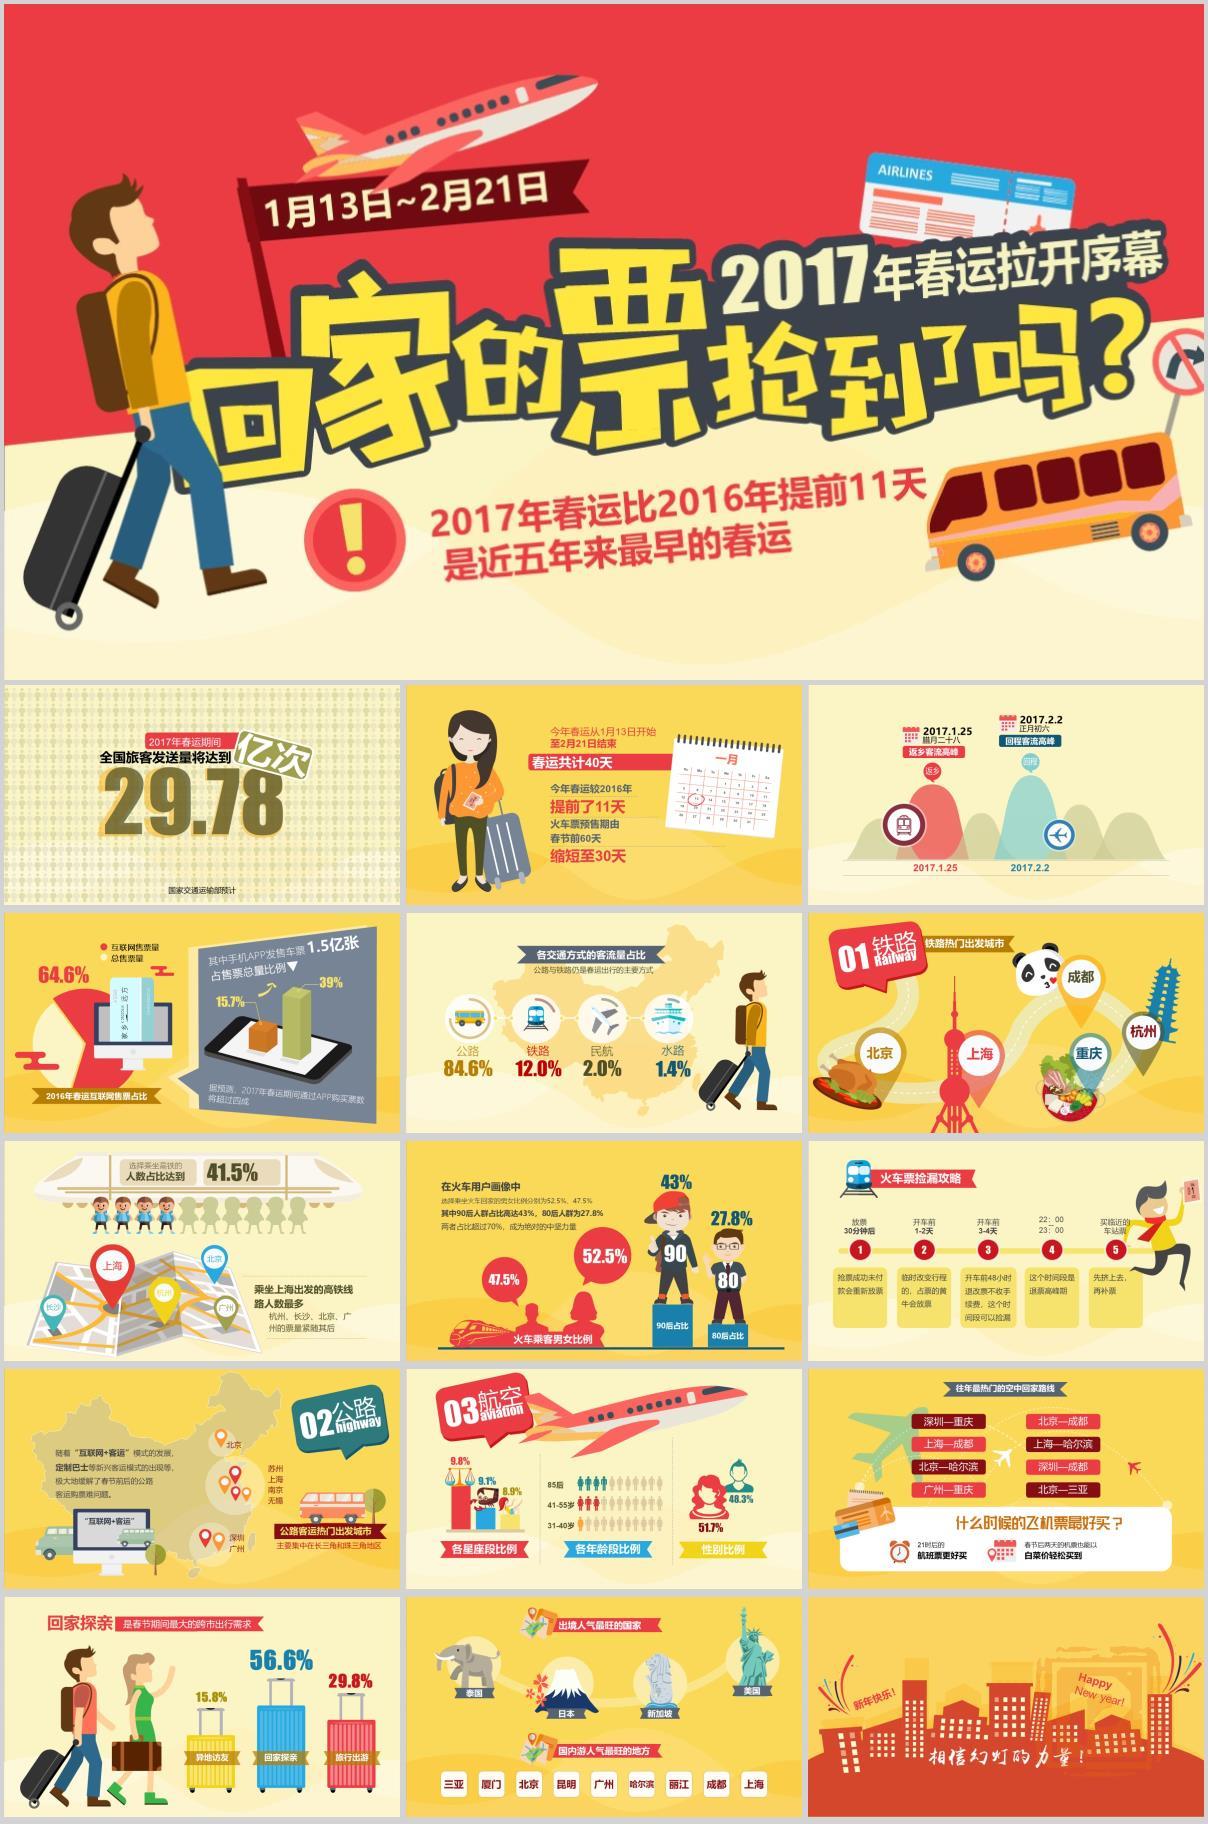 AIRLINES
1月13日~2月21日
2017年春运拉开序幕
回家的票抢到了吗?
!
2017年春运比2016年提前11天
是近五年来最早的春运
2017年春运期间
全国旅客发送量将达到
亿次
29.78
国家交通运输部预计
今年春运从1月13日开始
至2月21日结束
春运共计40天
今年春运较2016年
提前了11天
火车票预售期由
春节前60天
缩短至30天
一月
2017.1.25
腊月二十八
返乡客流高峰
返乡
2017.2.2
正月初六
回程客流高峰
回程
2017.1.25
2017.2.2
互联网售票量
总售票量
64.6%
2016年春运互联网售票占比
其中手机APP发售车票1.5亿张
占售票总量比例
15.7%
39%
据预测，2017年春运期间通过APP购买票数
将超过四成
各交通方式的客流量占比
公路与铁路仍是春运出行的主要方式
公路
84.6%
铁路
12.0%
民航
2.0%
水路
1.4%
01铁路
Railway
铁路热门出发城市
成都
杭州
北京
上海
重庆
选择乘坐高铁的
人数占比达到
41.5%
上海
北京
杭州
长沙
广州
乘坐上海出发的高铁线
路人数最多
杭州、长沙、北京、广
州的票量紧随其后
在火车用户画像中
选择乘坐火车回家的男女比例分别为52.5%、47.5%
其中90后人群占比高达43%，80后人群为27.8%
两者占比超过70%，成为绝对的中坚力量
47.5%
52.5%
火车乘客男女比例
43%
90
90后占比
27.8%
80
80后占比
火车票捡漏攻略
放票
30分钟后
开车前
1-2天
开车前
3-4天
22：00
23：00
买临近的
车站票
1
2
3
4
5
抢票成功未付
款会重新放票
临时改变行程
的，占票的黄
牛会放票
开车前48小时
退改票不收手
续费，这个时
间段可以捡漏
这个时间段是
退票高峰期
先挤上去，
再补票
02公路
highway
随着“互联网+客运”模式的发展，
定制巴士等新兴客运模式的出现等，
极大地缓解了春节前后的公路
客运购票难问题。
“互联网+客运”
北京
苏州
上海
南京
无锡
深圳
广州
公路客运热门出发城市
主要集中在长三角和珠三角地区
03航空
aviation
9.8%
9.1%
8.9%
各星座段比例
85后
41-55岁
31-40岁
各年龄段比例
48.3%
51.7%
性别比例
往年最热门的空中回家路线
深圳—重庆
北京—成都
上海—成都
上海—哈尔滨
北京—哈尔滨
深圳—成都
广州—重庆
北京—三亚
什么时候的飞机票最好买？
21时后的
航班票更好买
春节后两天的机票也能以
白菜价轻松买到
回家探亲
是春节期间最大的跨市出行需求
15.8%
异地访友
56.6%
回家探亲
29.8%
旅行出游
出境人气最旺的国家
泰国
日本
新加坡
美国
国内游人气最旺的地方
三亚
厦门
北京
昆明
广州
哈尔滨
丽江
成都
上海
新年快乐！
Happy
New year!
相信幻灯的力量！